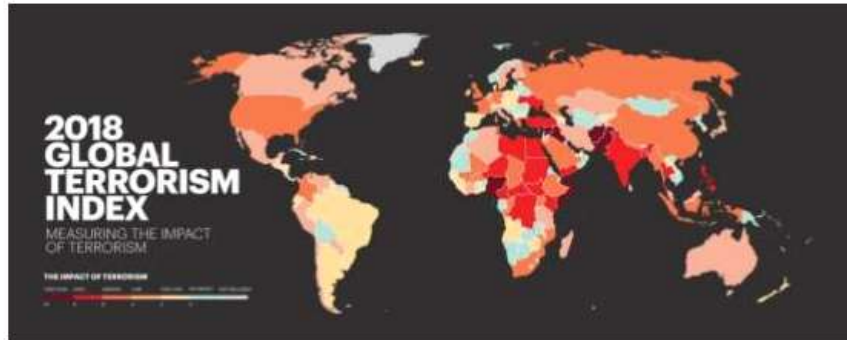 2018
GLOBAL
TERRORISM
INDEX
MEASURING THE IMPACT
OF TERRORISM
THE IMPACT OF TERRORISM